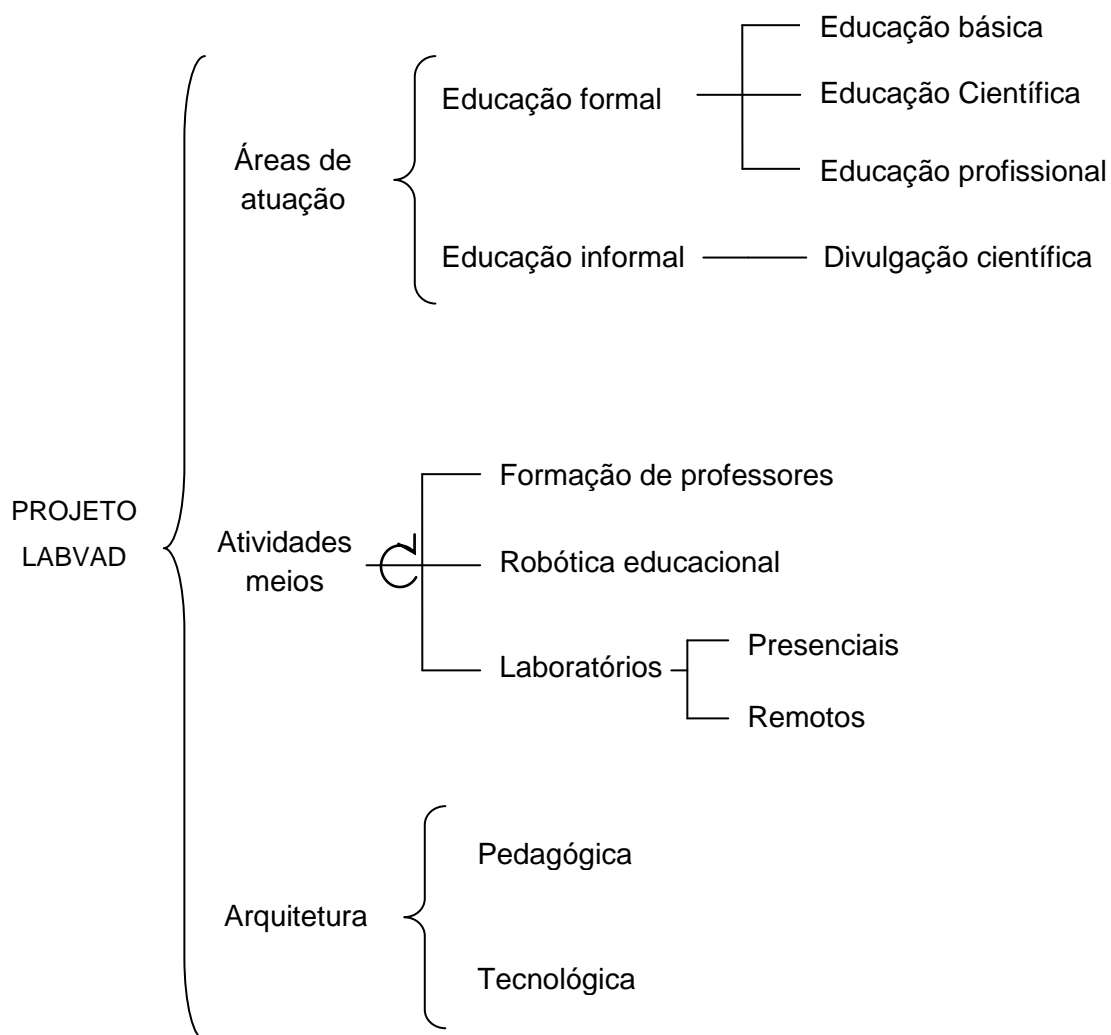 Educação básica
Educação formal
Educação Científica
Áreas de
atuação
Educação profissional
Educação informal
Divulgação científica
PROJETO
LABVAD
Formação de professores
Atividades
meios
Robótica educacional
Laboratórios
Presenciais
Remotos
Pedagógica
Arquitetura
Tecnológica